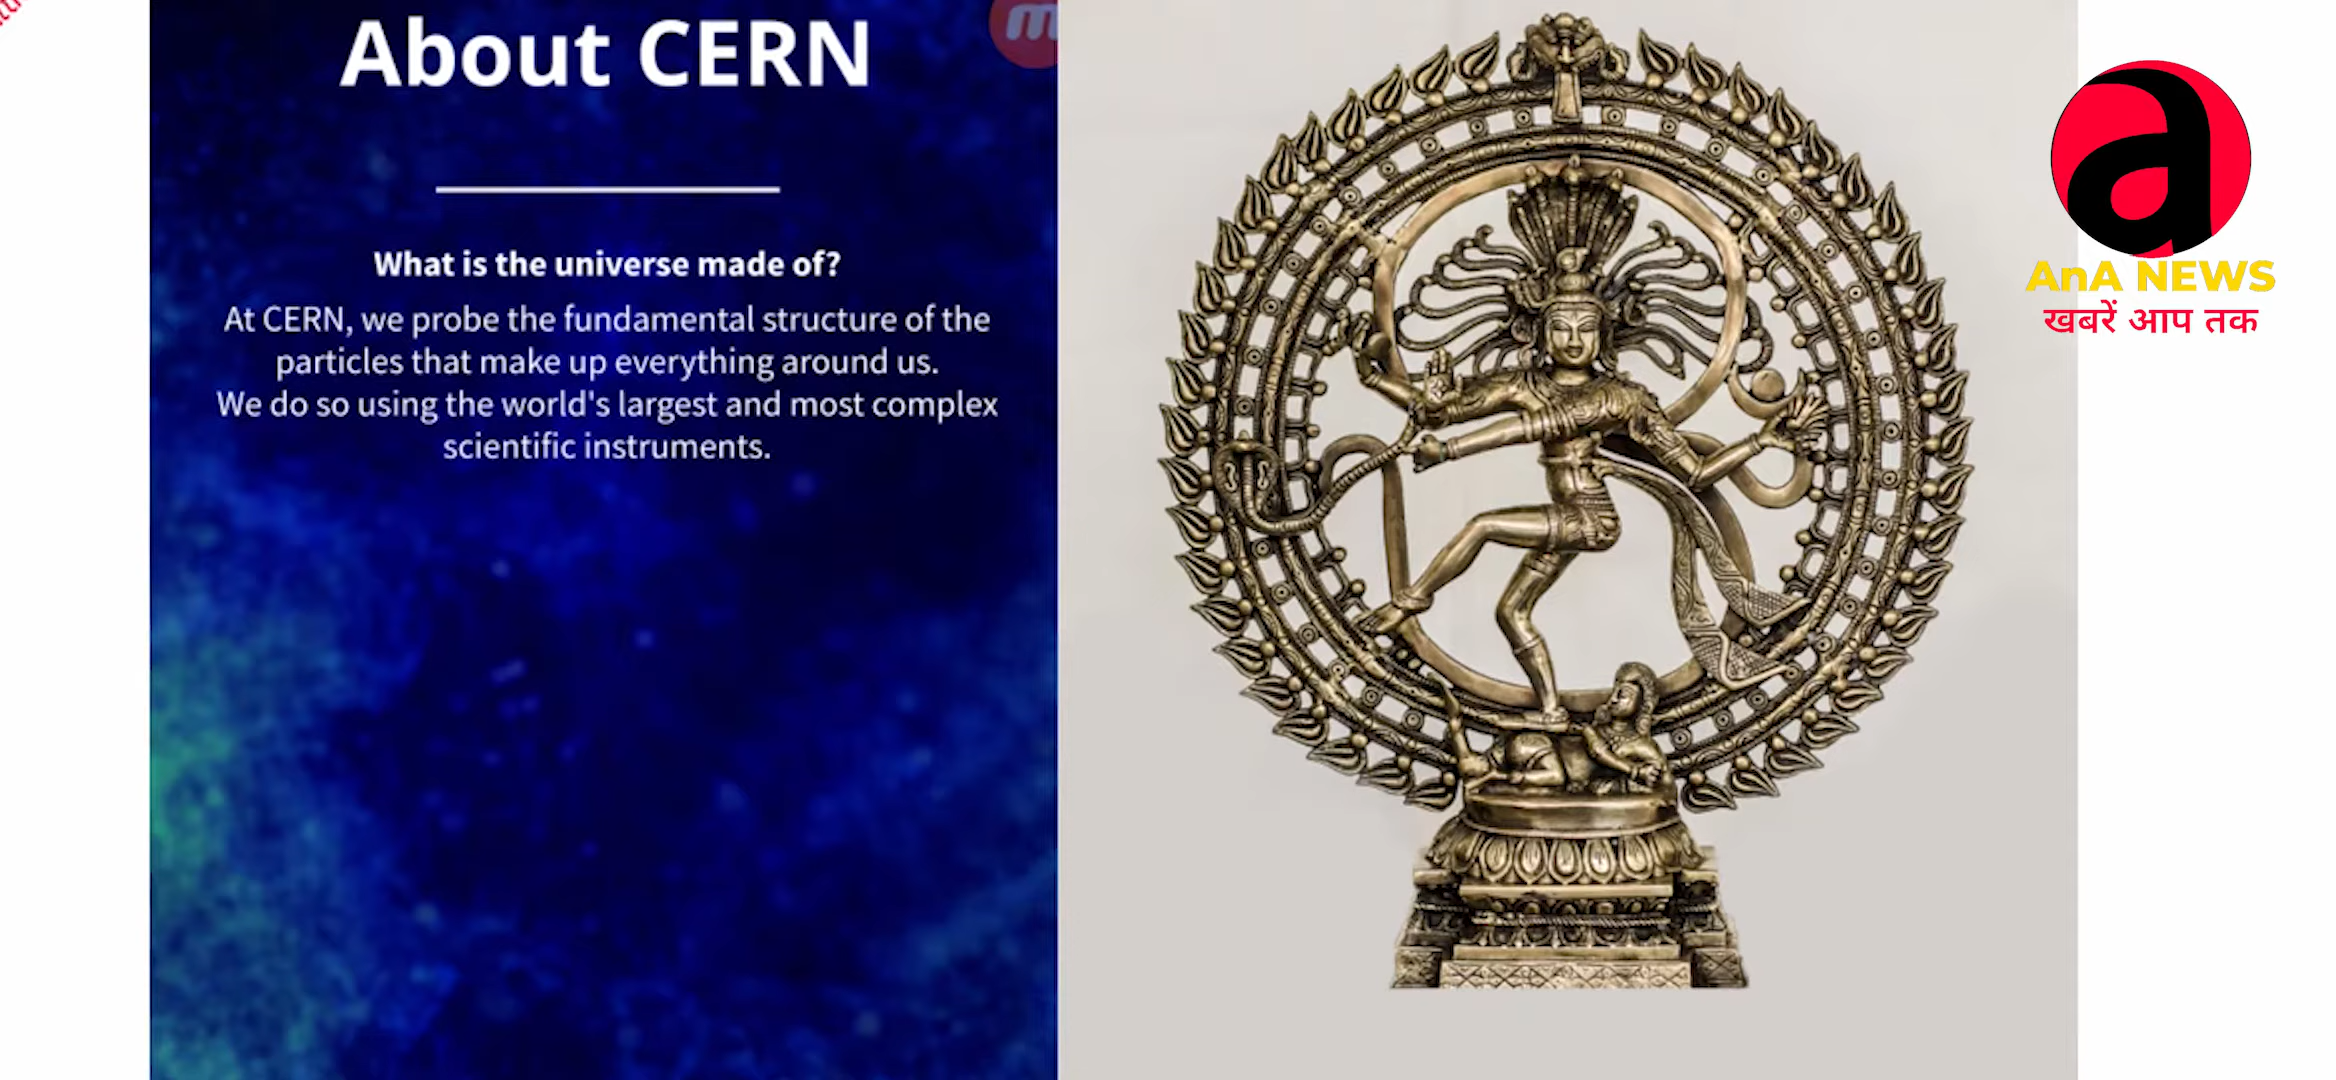 About CERN
What is the universe made of?
At CERN, we probe the fundamental structure of the
particles that make up everything around us.
We do so using the world's largest and most complex
scientific instruments.
a
AnA NEWS
खबरें आप तक